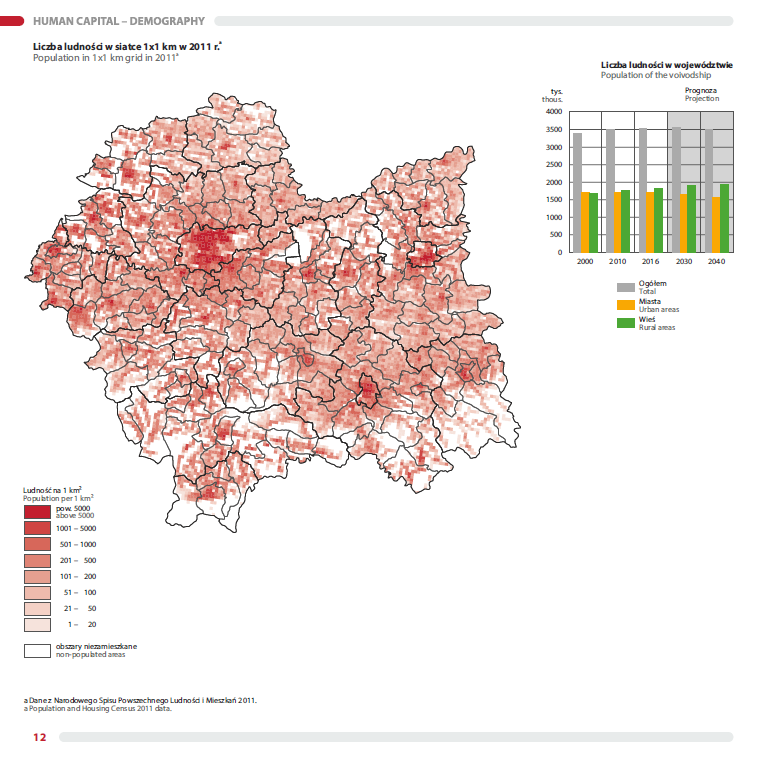 HUMAN CAPITAL – DEMOGRAPHY
Liczba ludności w siatce 1x1 km w 2011 r.ª
Population in 1x1 km grid in 2011ª
Liczba ludności w województwie
Population of the voivodship
tys.
thous.
Prognoza
Projection
4000
3500
3000
2500
2000
1500
1000
500
0
2000 2010 2016 2030 2040
Ogółem
Total
Miasta
Urban areas
Wieś
Rural areas
Ludność na 1 km²
Population per 1 km²
pow. 5000
above 5000
1001 – 5000
501 – 1000
201 – 500
101 – 200
51 – 100
21 – 50
1 – 20
obszary niezamieszkane
non-populated areas
a Dane z Narodowego Spisu Powszechnego Ludności i Mieszkań 2011.
a Population and Housing Census 2011 data.
12